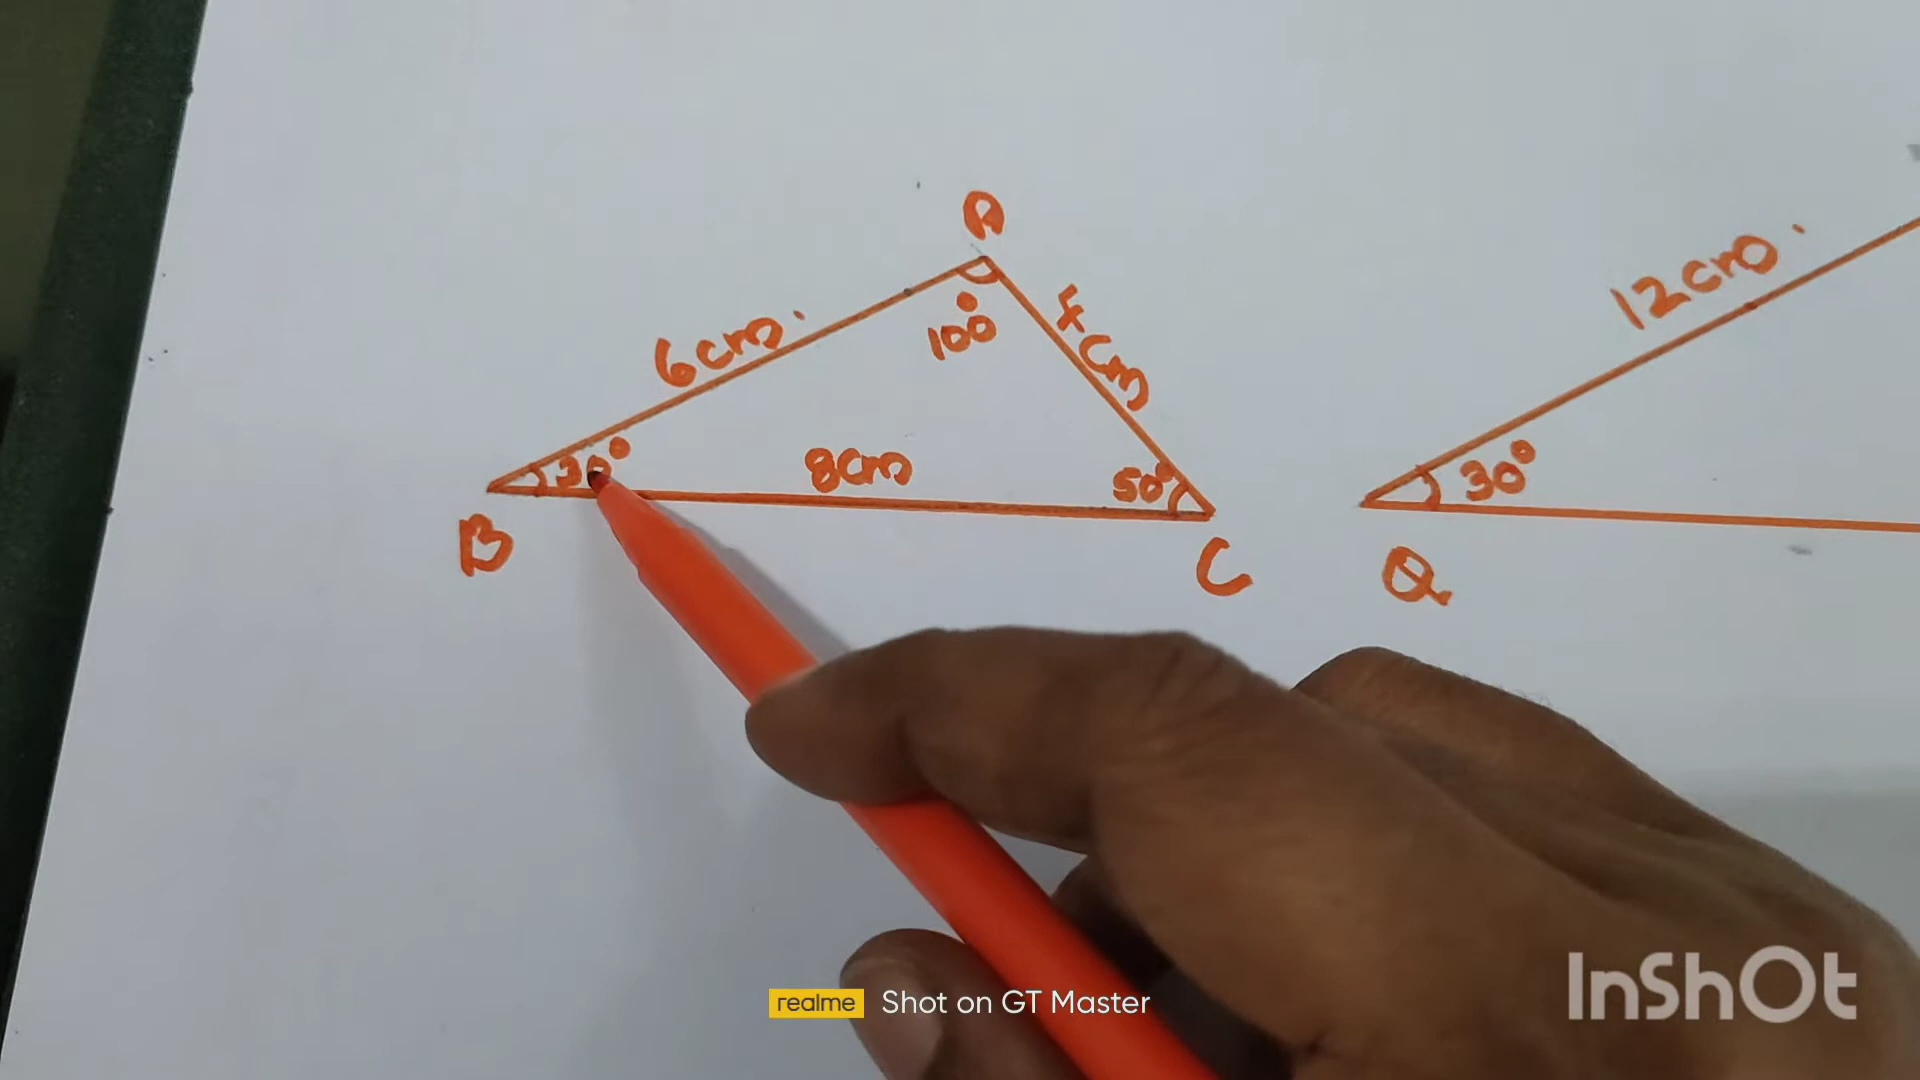 A
6cm
100°
4cm
12cm
30°
8cm
50°
30°
B
C
Q
realme Shot on GT Master
InShOt